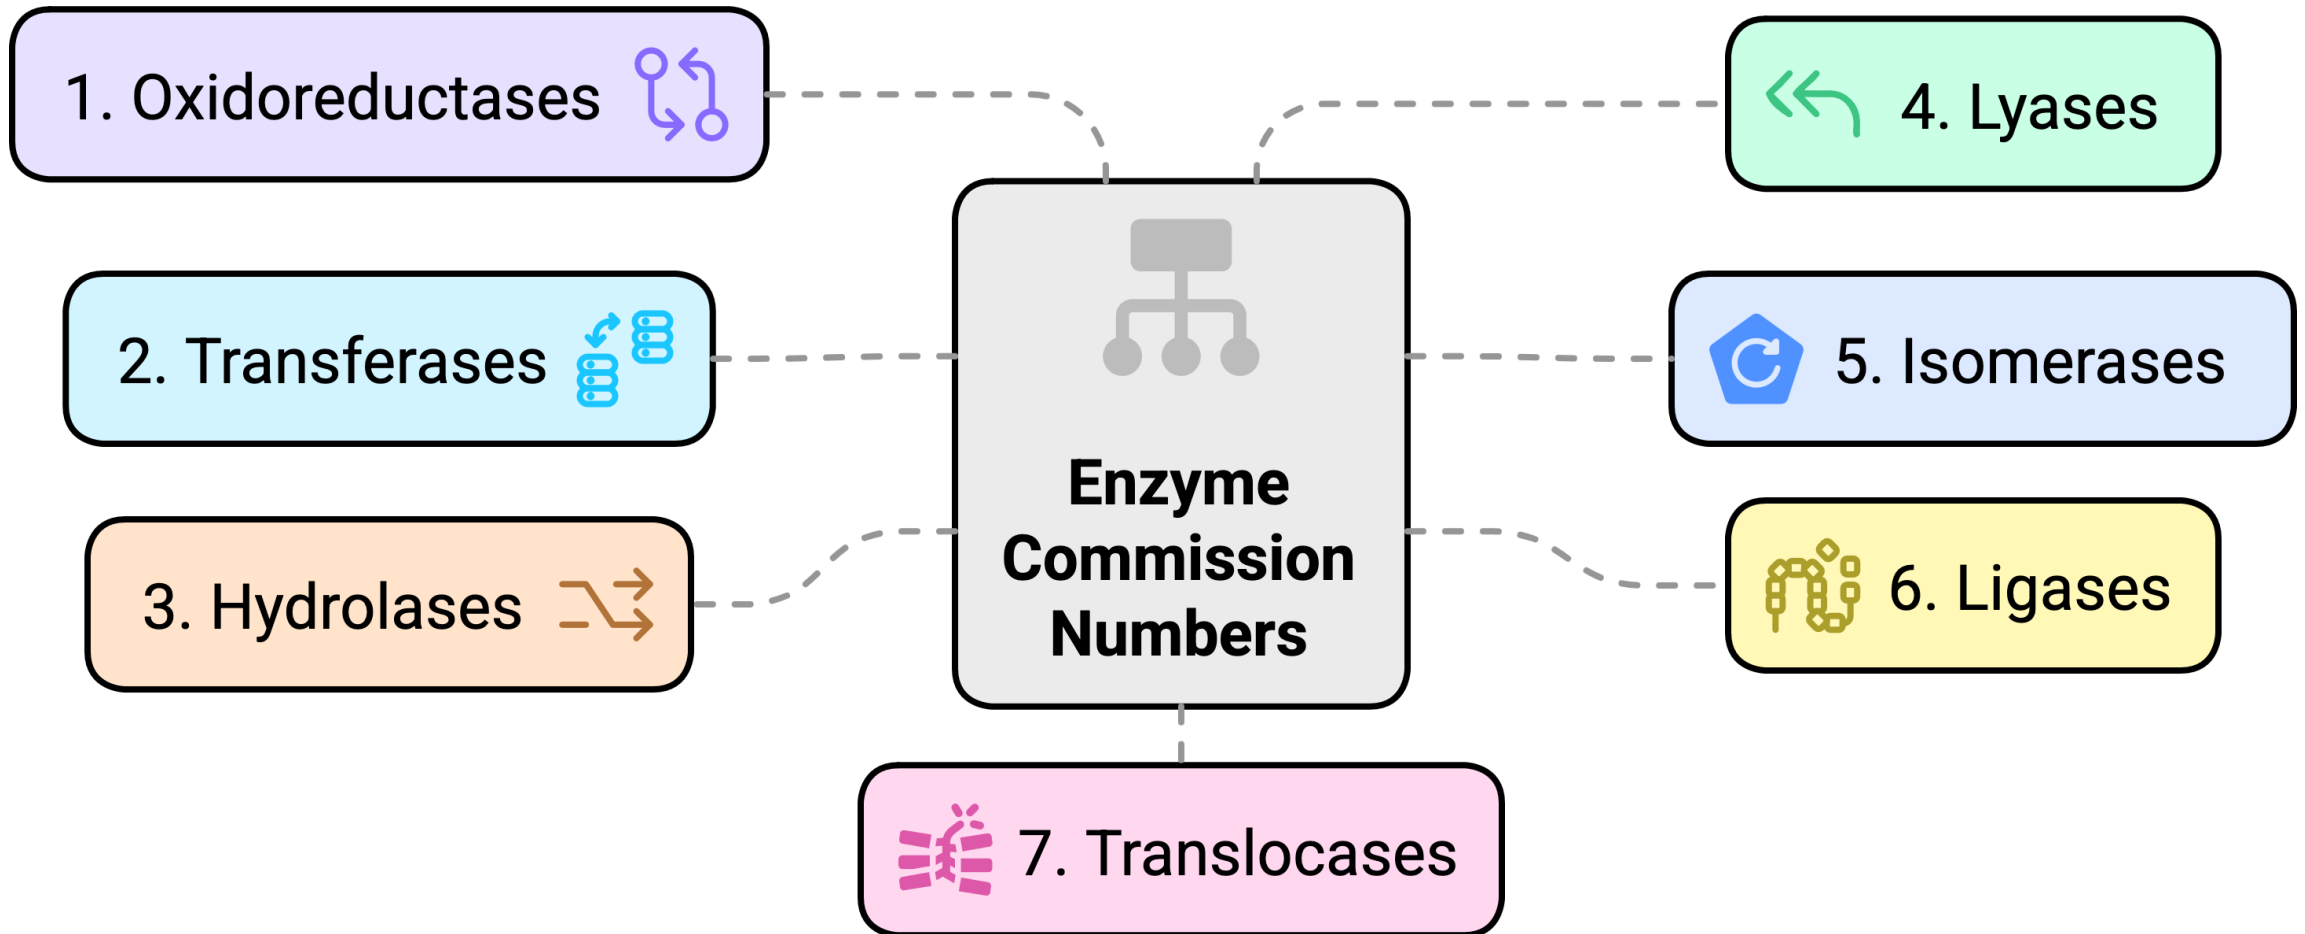 1. Oxidoreductases
2. Transferases
3. Hydrolases
4. Lyases
5. Isomerases
6. Ligases
Enzyme
Commission
Numbers
7. Translocases